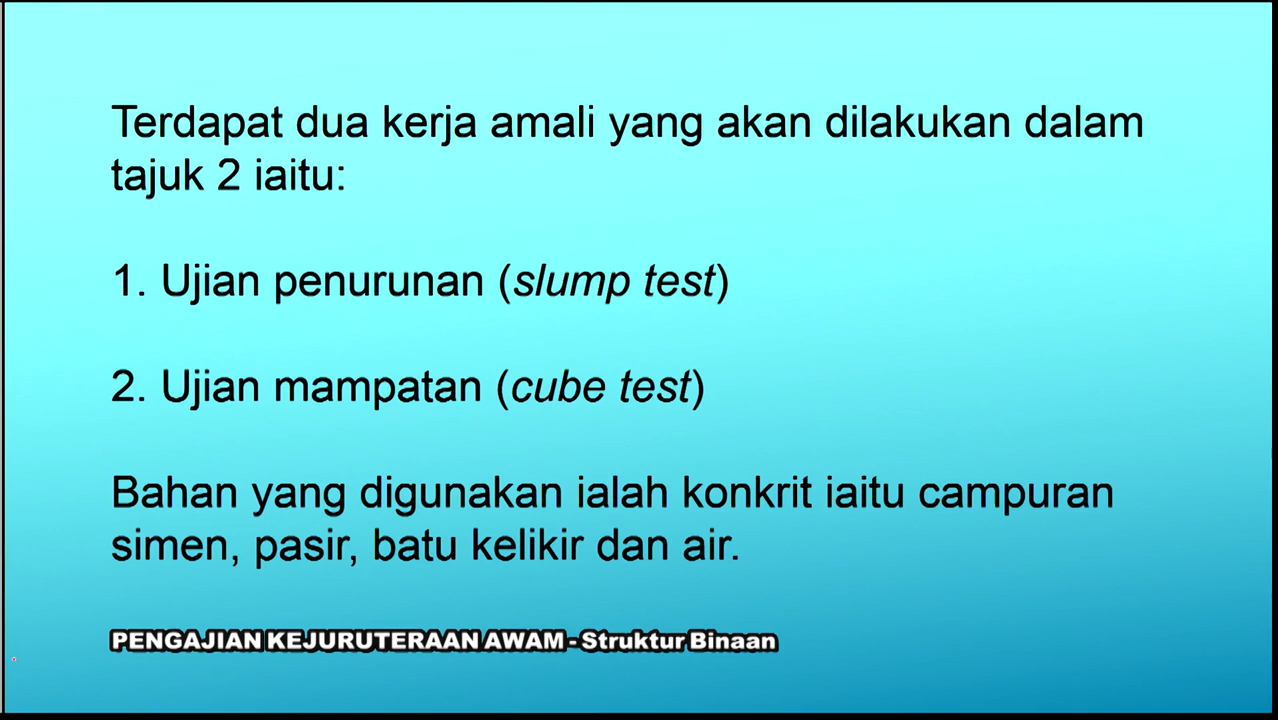 Terdapat dua kerja amali yang akan dilakukan dalam
tajuk 2 iaitu:
1. Ujian penurunan (slump test)
2. Ujian mampatan (cube test)
Bahan yang digunakan ialah konkrit iaitu campuran
simen, pasir, batu kelikir dan air.
PENGAJIAN KEJURUTERAAN AWAM - Struktur Binaan